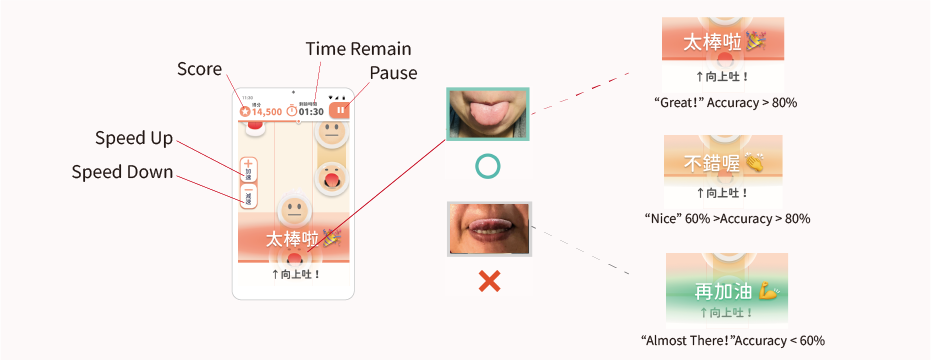 Time Remain
Score
Pause
11:30
得分
14,500
剩餘時間
01:30
Speed Up
Speed Down
加速
減速
太棒啦
↑向上吐！
太棒啦
↑向上吐！
“Great!” Accuracy > 80%
不錯喔
↑向上吐！
“Nice” 60% >Accuracy > 80%
再加油
↑向上吐！
“Almost There!”Accuracy < 60%